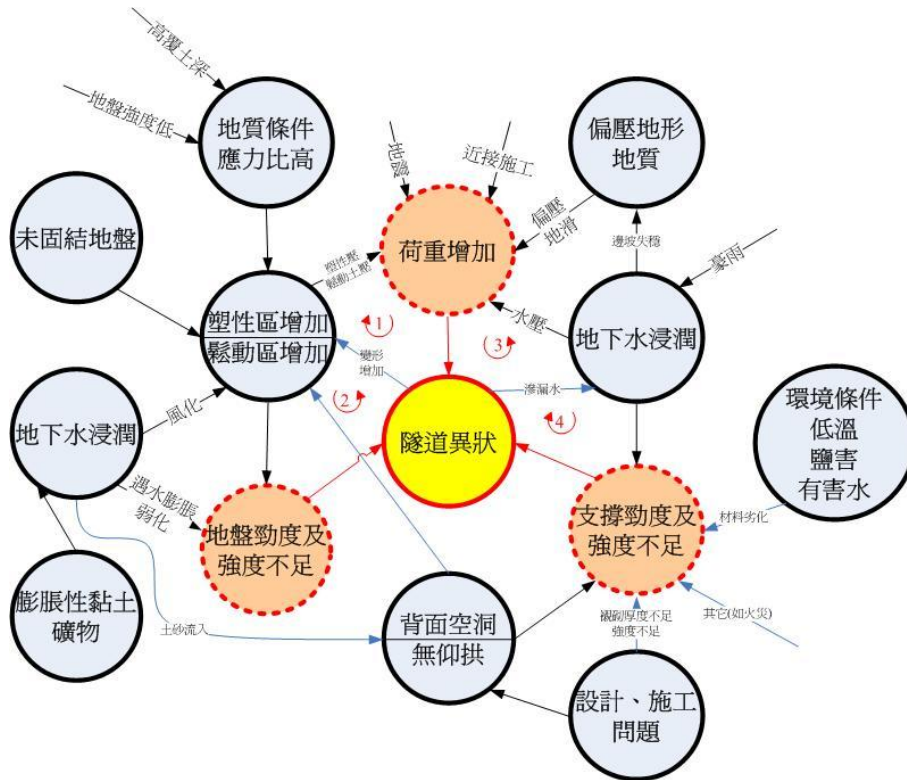 高覆土深
地盤強度低
地質條件
應力比高
地震
近接施工
偏壓地形
地質
未固結地盤
荷重增加
偏壓
地滑
邊坡失穩
豪雨
塑性壓
鬆動土壓
塑性區增加
鬆動區增加
1
水壓
地下水浸潤
3
變形
增加
2
滲漏水
4
地下水浸潤
風化
隧道異狀
環境條件
低溫
鹽害
有害水
遇水膨脹
弱化
地盤勁度及
強度不足
支撐勁度及
強度不足
材料劣化
膨脹性黏土
礦物
土砂流入
背面空洞
無仰拱
襯砌厚度不足
強度不足
其它(如火災)
設計、施工
問題